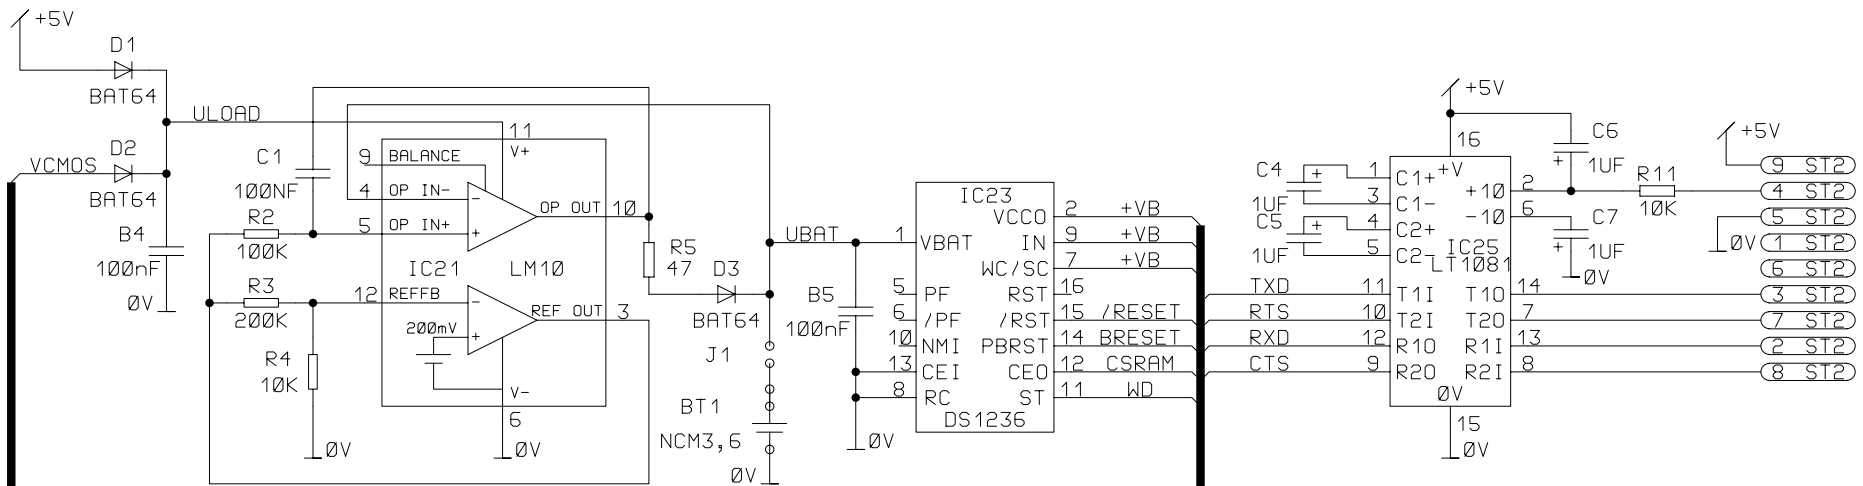 +5V
D1
BAT64
ULOAD
D2
VCMOS
BAT64
B4
100nF
0V
C1
100NF
R2
100K
R3
200K
R4
10K
0V
11
V+
9 BALANCE
4 OP IN-
5 OP IN+
OP OUT 10
IC21 LM10
12 REFFB
REF OUT 3
200mV
V-
6
0V
R5
47
D3
BAT64
J1
BT1
NCM3,6
0V
UBAT
B5
100nF
0V
IC23
1 VBAT
VCCO 2 +VB
IN 9 +VB
WC/SC 7 +VB
5 PF
RST 16
6 /PF
/RST 15 /RESET
10 NMI
PBRST 14 BRESET
13 CEI
CEO 12 CSRAM
8 RC
ST 11 WD
DS1236
TXD
RTS
RXD
CTS
+5V
16
+V
C4
1UF
C5
1UF
1 C1+
3 C1-
4 C2+
5 C2-
IC25
LT1081
11 T1I
10 T2I
12 R1O
9 R2O
0V
15
0V
+10 2
-10 6
T1O 14
T2O 7
R1I 13
R2I 8
C6
1UF
C7
1UF
0V
R11
10K
+5V
0V
9 ST2
4 ST2
5 ST2
1 ST2
6 ST2
3 ST2
7 ST2
2 ST2
8 ST2